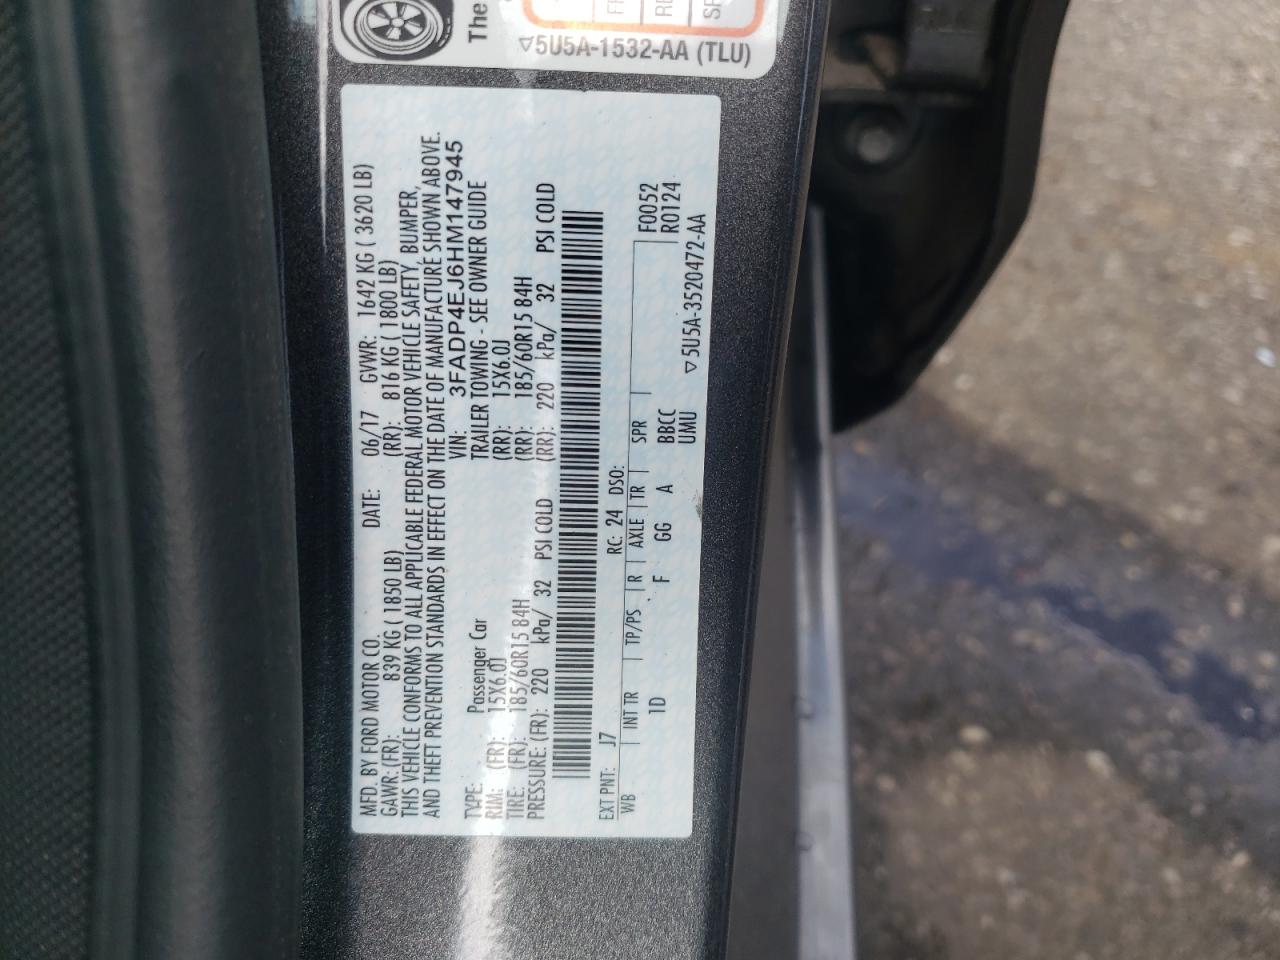 The
FR
RE
SP
▽5U5A-1532-AA (TLU)
MFD. BY FORD MOTOR CO. DATE: 06/17 GVWR: 1642 KG ( 3620 LB)
GAWR: (FR): 839 KG ( 1850 LB) (RR): 816 KG ( 1800 LB)
THIS VEHICLE CONFORMS TO ALL APPLICABLE FEDERAL MOTOR VEHICLE SAFETY, BUMPER,
AND THEFT PREVENTION STANDARDS IN EFFECT ON THE DATE OF MANUFACTURE SHOWN ABOVE.
VIN: 3FADP4EJ6HM147945
TYPE: Passenger Car TRAILER TOWING - SEE OWNER GUIDE
RIM: (FR): 15X6.0J (RR): 15X6.0J
TIRE: (FR): 185/60R15 84H (RR): 185/60R15 84H
PRESSURE: (FR): 220 kPa/ 32 PSI COLD (RR): 220 kPa/ 32 PSI COLD
EXT PNT: J7 RC: 24 DSO:
WB | INT TR | TP/PS | R | AXLE | TR | SPR | F0052
1D F GG A BBCC R0124
UMU
▽5U5A-3520472-AA